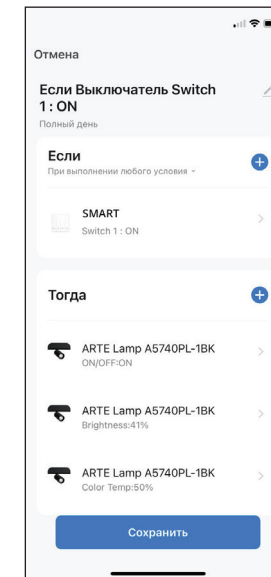 Отмена
Если Выключатель Switch
1 : ON
Полный день
Если
При выполнении любого условия
SMART
Switch 1 : ON
Тогда
ARTE Lamp A5740PL-1BK
ON/OFF:ON
ARTE Lamp A5740PL-1BK
Brightness:41%
ARTE Lamp A5740PL-1BK
Color Temp:50%
Сохранить